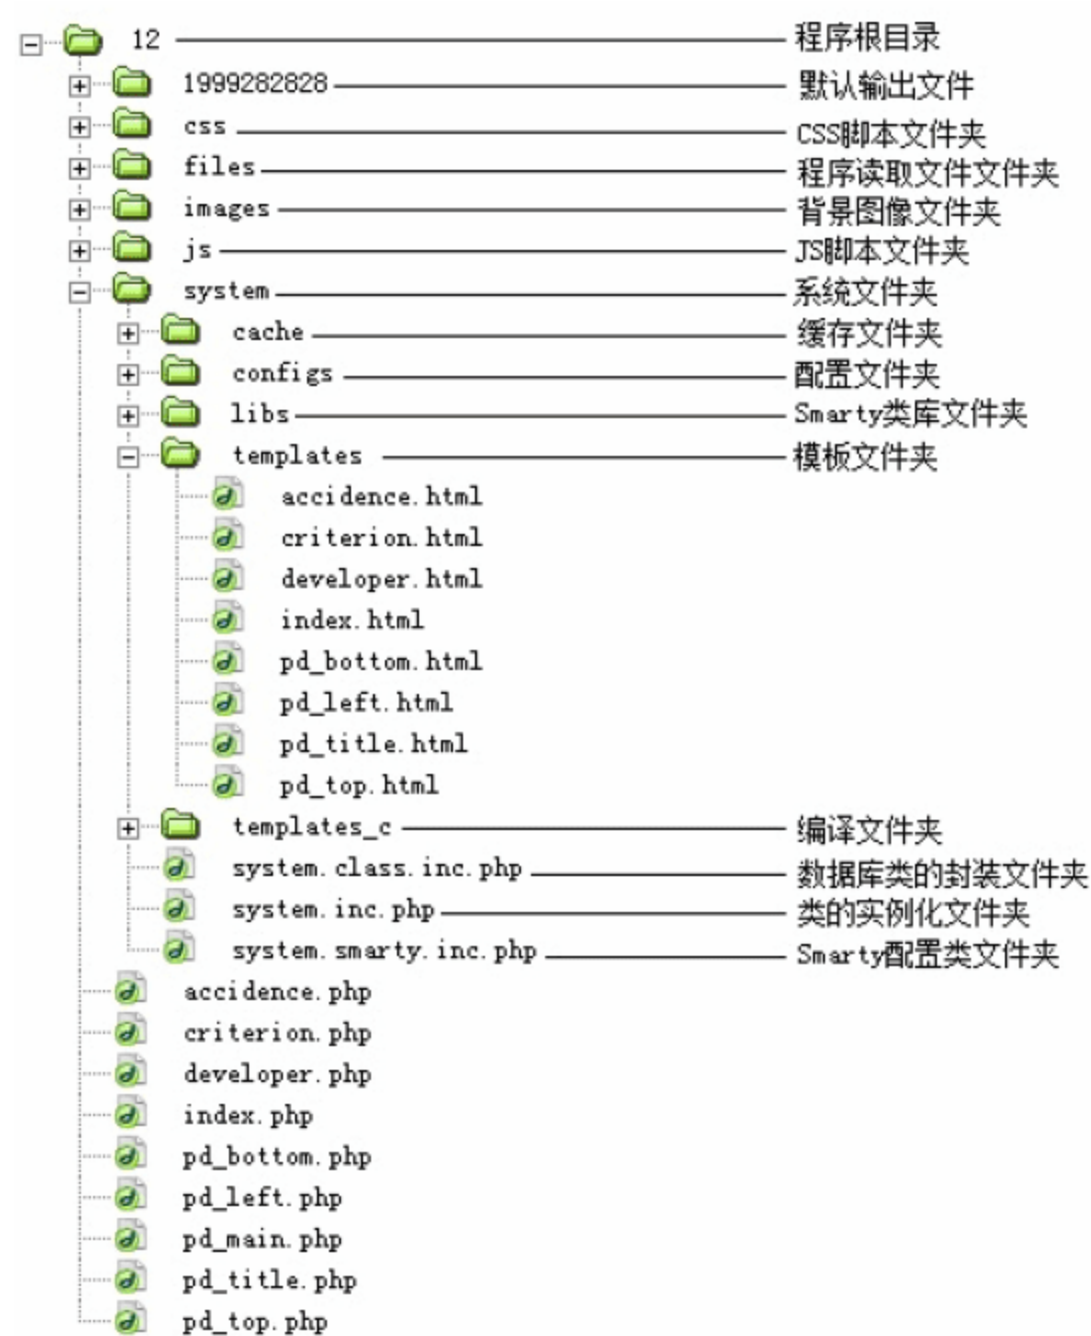 12 程序根目录
1999282828 默认输出文件
css CSS脚本文件夹
files 程序读取文件文件夹
images 背景图像文件夹
js JS脚本文件夹
system 系统文件夹
cache 缓存文件夹
configs 配置文件夹
libs Smarty类库文件夹
templates 模板文件夹
accidence.html
criterion.html
developer.html
index.html
pd_bottom.html
pd_left.html
pd_title.html
pd_top.html
templates_c 编译文件夹
system.class.inc.php 数据库类的封装文件夹
system.inc.php 类的实例化文件夹
system.smarty.inc.php Smarty配置类文件夹
accidence.php
criterion.php
developer.php
index.php
pd_bottom.php
pd_left.php
pd_main.php
pd_title.php
pd_top.php